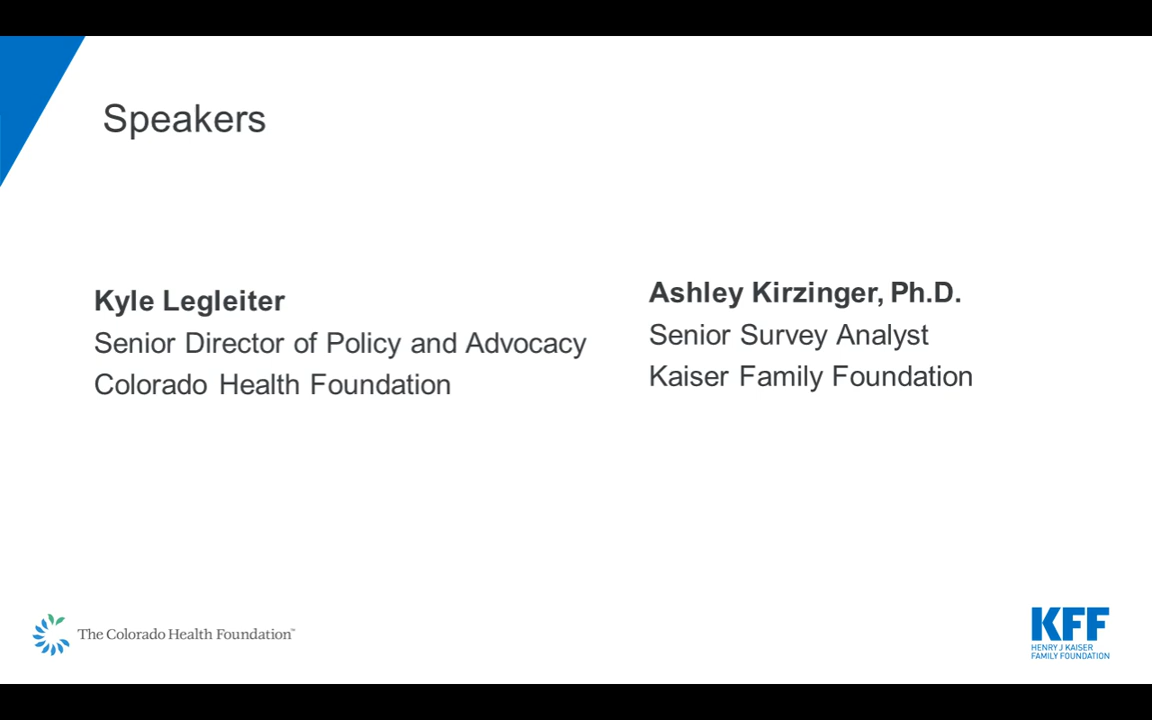 Speakers
Kyle Legleiter
Senior Director of Policy and Advocacy
Colorado Health Foundation
Ashley Kirzinger, Ph.D.
Senior Survey Analyst
Kaiser Family Foundation
The Colorado Health Foundation™
KFF
HENRY J KAISER
FAMILY FOUNDATION